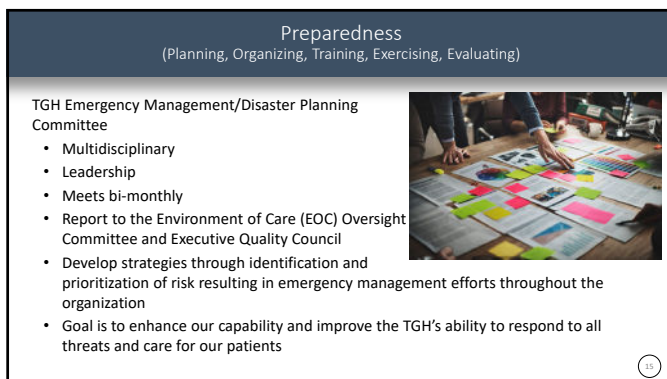 Preparedness
(Planning, Organizing, Training, Exercising, Evaluating)
TGH Emergency Management/Disaster Planning
Committee
• Multidisciplinary
• Leadership
• Meets bi-monthly
• Report to the Environment of Care (EOC) Oversight
Committee and Executive Quality Council
• Develop strategies through identification and
prioritization of risk resulting in emergency management efforts throughout the
organization
• Goal is to enhance our capability and improve the TGH's ability to respond to all
threats and care for our patients
15